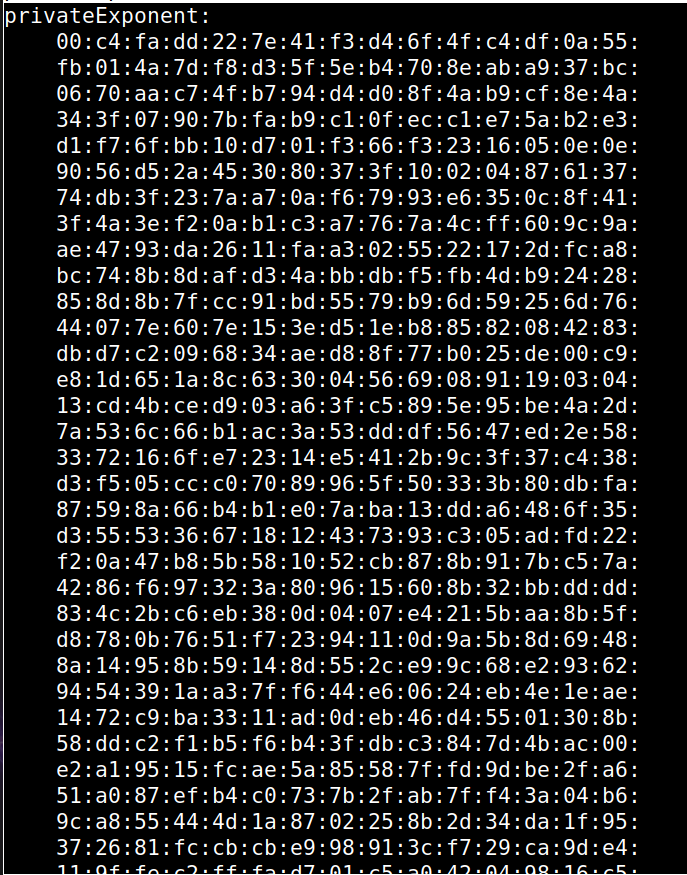 privateExponent:
00:c4:fa:dd:22:7e:41:f3:d4:6f:4f:c4:df:0a:55:
fb:01:4a:7d:f8:d3:5f:5e:b4:70:8e:ab:a9:37:bc:
06:70:aa:c7:4f:b7:94:d4:d0:8f:4a:b9:cf:8e:4a:
34:3f:07:90:7b:fa:b9:c1:0f:ec:c1:e7:5a:b2:e3:
d1:f7:6f:bb:10:d7:01:f3:66:f3:23:16:05:0e:0e:
90:56:d5:2a:45:30:80:37:3f:10:02:04:87:61:37:
74:db:3f:23:7a:a7:0a:f6:79:93:e6:35:0c:8f:41:
3f:4a:3e:f2:0a:b1:c3:a7:76:7a:4c:ff:60:9c:9a:
ae:47:93:da:26:11:fa:a3:02:55:22:17:2d:fc:a8:
bc:74:8b:8d:af:d3:4a:bb:db:f5:fb:4d:b9:24:28:
85:8d:8b:7f:cc:91:bd:55:79:b9:6d:59:25:6d:76:
44:07:7e:60:7e:15:3e:d5:1e:b8:85:82:08:42:83:
db:d7:c2:09:68:34:ae:d8:8f:77:b0:25:de:00:c9:
e8:1d:65:1a:8c:63:30:04:56:69:08:91:19:03:04:
13:cd:4b:ce:d9:03:a6:3f:c5:89:5e:95:be:4a:2d:
7a:53:6c:66:b1:ac:3a:53:dd:df:56:47:ed:2e:58:
33:72:16:6f:e7:23:14:e5:41:2b:9c:3f:37:c4:38:
d3:f5:05:cc:c0:70:89:96:5f:50:33:3b:80:db:fa:
87:59:8a:66:b4:b1:e0:7a:ba:13:dd:a6:48:6f:35:
d3:55:53:36:67:18:12:43:73:93:c3:05:ad:fd:22:
f2:0a:47:b8:5b:58:10:52:cb:87:8b:91:7b:c5:7a:
42:86:f6:97:32:3a:80:96:15:60:8b:32:bb:dd:dd:
83:4c:2b:c6:eb:38:0d:04:07:e4:21:5b:aa:8b:5f:
d8:78:0b:76:51:f7:23:94:11:0d:9a:5b:8d:69:48:
8a:14:95:8b:59:14:8d:55:2c:e9:9c:68:e2:93:62:
94:54:39:1a:a3:7f:f6:44:e6:06:24:eb:4e:1e:ae:
14:72:c9:ba:33:11:ad:0d:eb:46:d4:55:01:30:8b:
58:dd:c2:f1:b5:f6:b4:3f:db:c3:84:7d:4b:ac:00:
e2:a1:95:15:fc:ae:5a:85:58:7f:fd:9d:be:2f:a6:
51:a0:87:ef:b4:c0:73:7b:2f:ab:7f:f4:3a:04:b6:
9c:a8:55:44:4d:1a:87:02:25:8b:2d:34:da:1f:95:
37:26:81:fc:cb:cb:e9:98:91:3c:f7:29:ca:9d:e4:
11:9f:fe:c2:ff:fa:d7:01:c5:a0:42:04:98:16:c5: